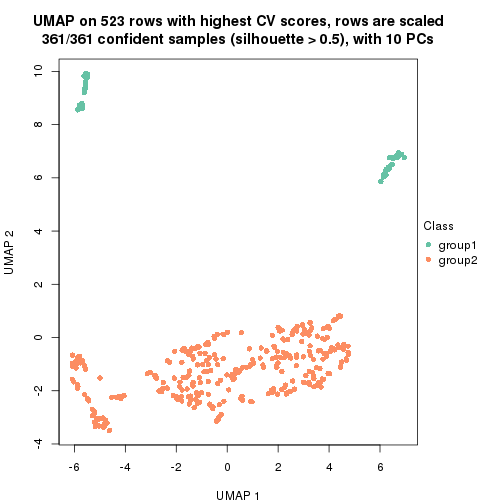 UMAP on 523 rows with highest CV scores, rows are scaled
361/361 confident samples (silhouette > 0.5), with 10 PCs
10
8
6
4
2
0
-2
-4
UMAP 2
-6
-4
-2
0
2
4
6
UMAP 1
Class
group1
group2